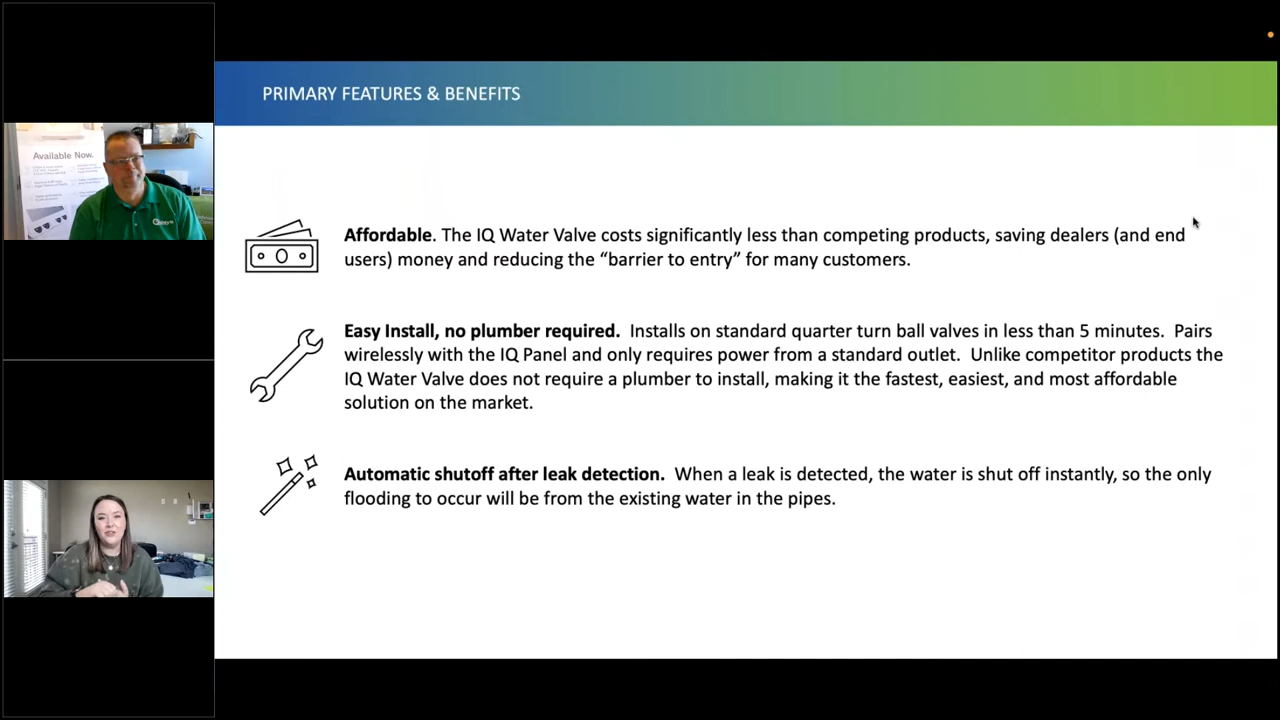 PRIMARY FEATURES & BENEFITS
Available Now.
Affordable. The IQ Water Valve costs significantly less than competing products, saving dealers (and end
users) money and reducing the “barrier to entry” for many customers.
Easy Install, no plumber required.  Installs on standard quarter turn ball valves in less than 5 minutes.  Pairs
wirelessly with the IQ Panel and only requires power from a standard outlet.  Unlike competitor products the
IQ Water Valve does not require a plumber to install, making it the fastest, easiest, and most affordable
solution on the market.
Automatic shutoff after leak detection.  When a leak is detected, the water is shut off instantly, so the only
flooding to occur will be from the existing water in the pipes.